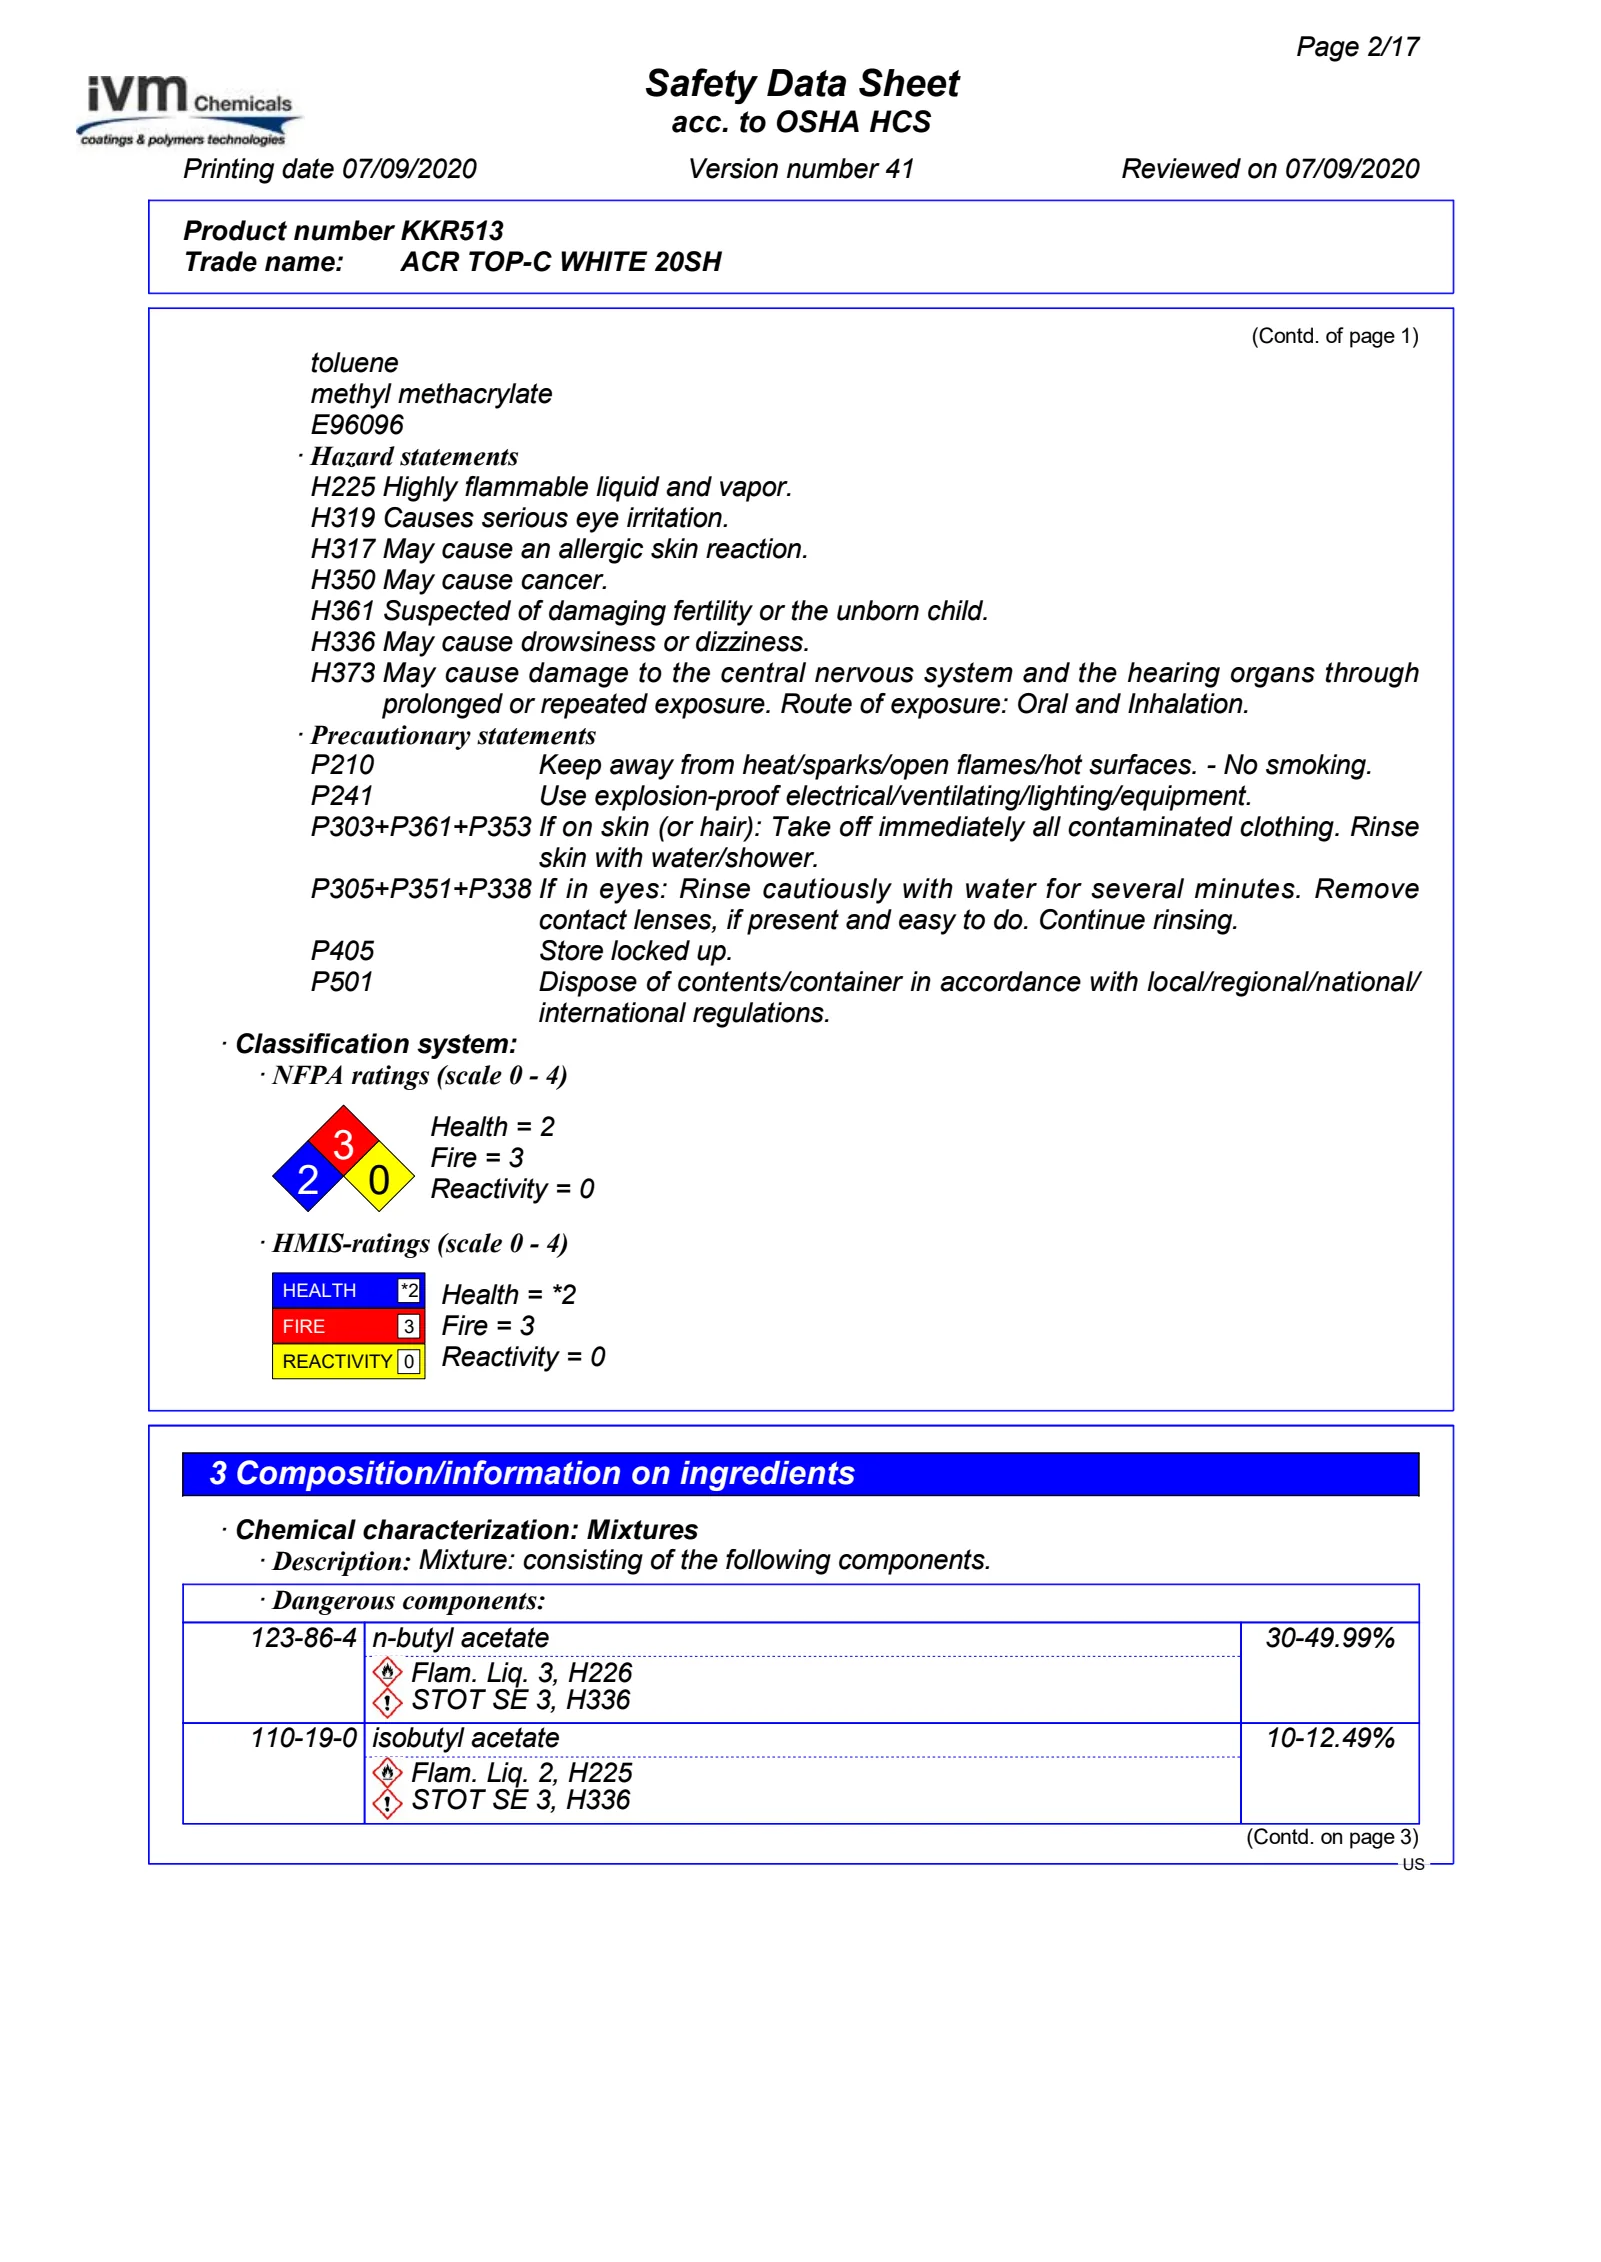 Page 2/17
ivm Chemicals
coatings & polymers technologies
Safety Data Sheet
acc. to OSHA HCS
Printing date 07/09/2020 Version number 41 Reviewed on 07/09/2020
Product number KKR513
Trade name: ACR TOP-C WHITE 20SH
(Contd. of page 1)
toluene
methyl methacrylate
E96096
· Hazard statements
H225 Highly flammable liquid and vapor.
H319 Causes serious eye irritation.
H317 May cause an allergic skin reaction.
H350 May cause cancer.
H361 Suspected of damaging fertility or the unborn child.
H336 May cause drowsiness or dizziness.
H373 May cause damage to the central nervous system and the hearing organs through
prolonged or repeated exposure. Route of exposure: Oral and Inhalation.
· Precautionary statements
P210 Keep away from heat/sparks/open flames/hot surfaces. - No smoking.
P241 Use explosion-proof electrical/ventilating/lighting/equipment.
P303+P361+P353 If on skin (or hair): Take off immediately all contaminated clothing. Rinse
skin with water/shower.
P305+P351+P338 If in eyes: Rinse cautiously with water for several minutes. Remove
contact lenses, if present and easy to do. Continue rinsing.
P405 Store locked up.
P501 Dispose of contents/container in accordance with local/regional/national/
international regulations.
· Classification system:
· NFPA ratings (scale 0 - 4)
3
2 0
Health = 2
Fire = 3
Reactivity = 0
· HMIS-ratings (scale 0 - 4)
HEALTH *2 Health = *2
FIRE 3 Fire = 3
REACTIVITY 0 Reactivity = 0
3 Composition/information on ingredients
· Chemical characterization: Mixtures
· Description: Mixture: consisting of the following components.
· Dangerous components:
123-86-4 n-butyl acetate 30-49.99%
Flam. Liq. 3, H226
STOT SE 3, H336
110-19-0 isobutyl acetate 10-12.49%
Flam. Liq. 2, H225
STOT SE 3, H336
(Contd. on page 3)
US